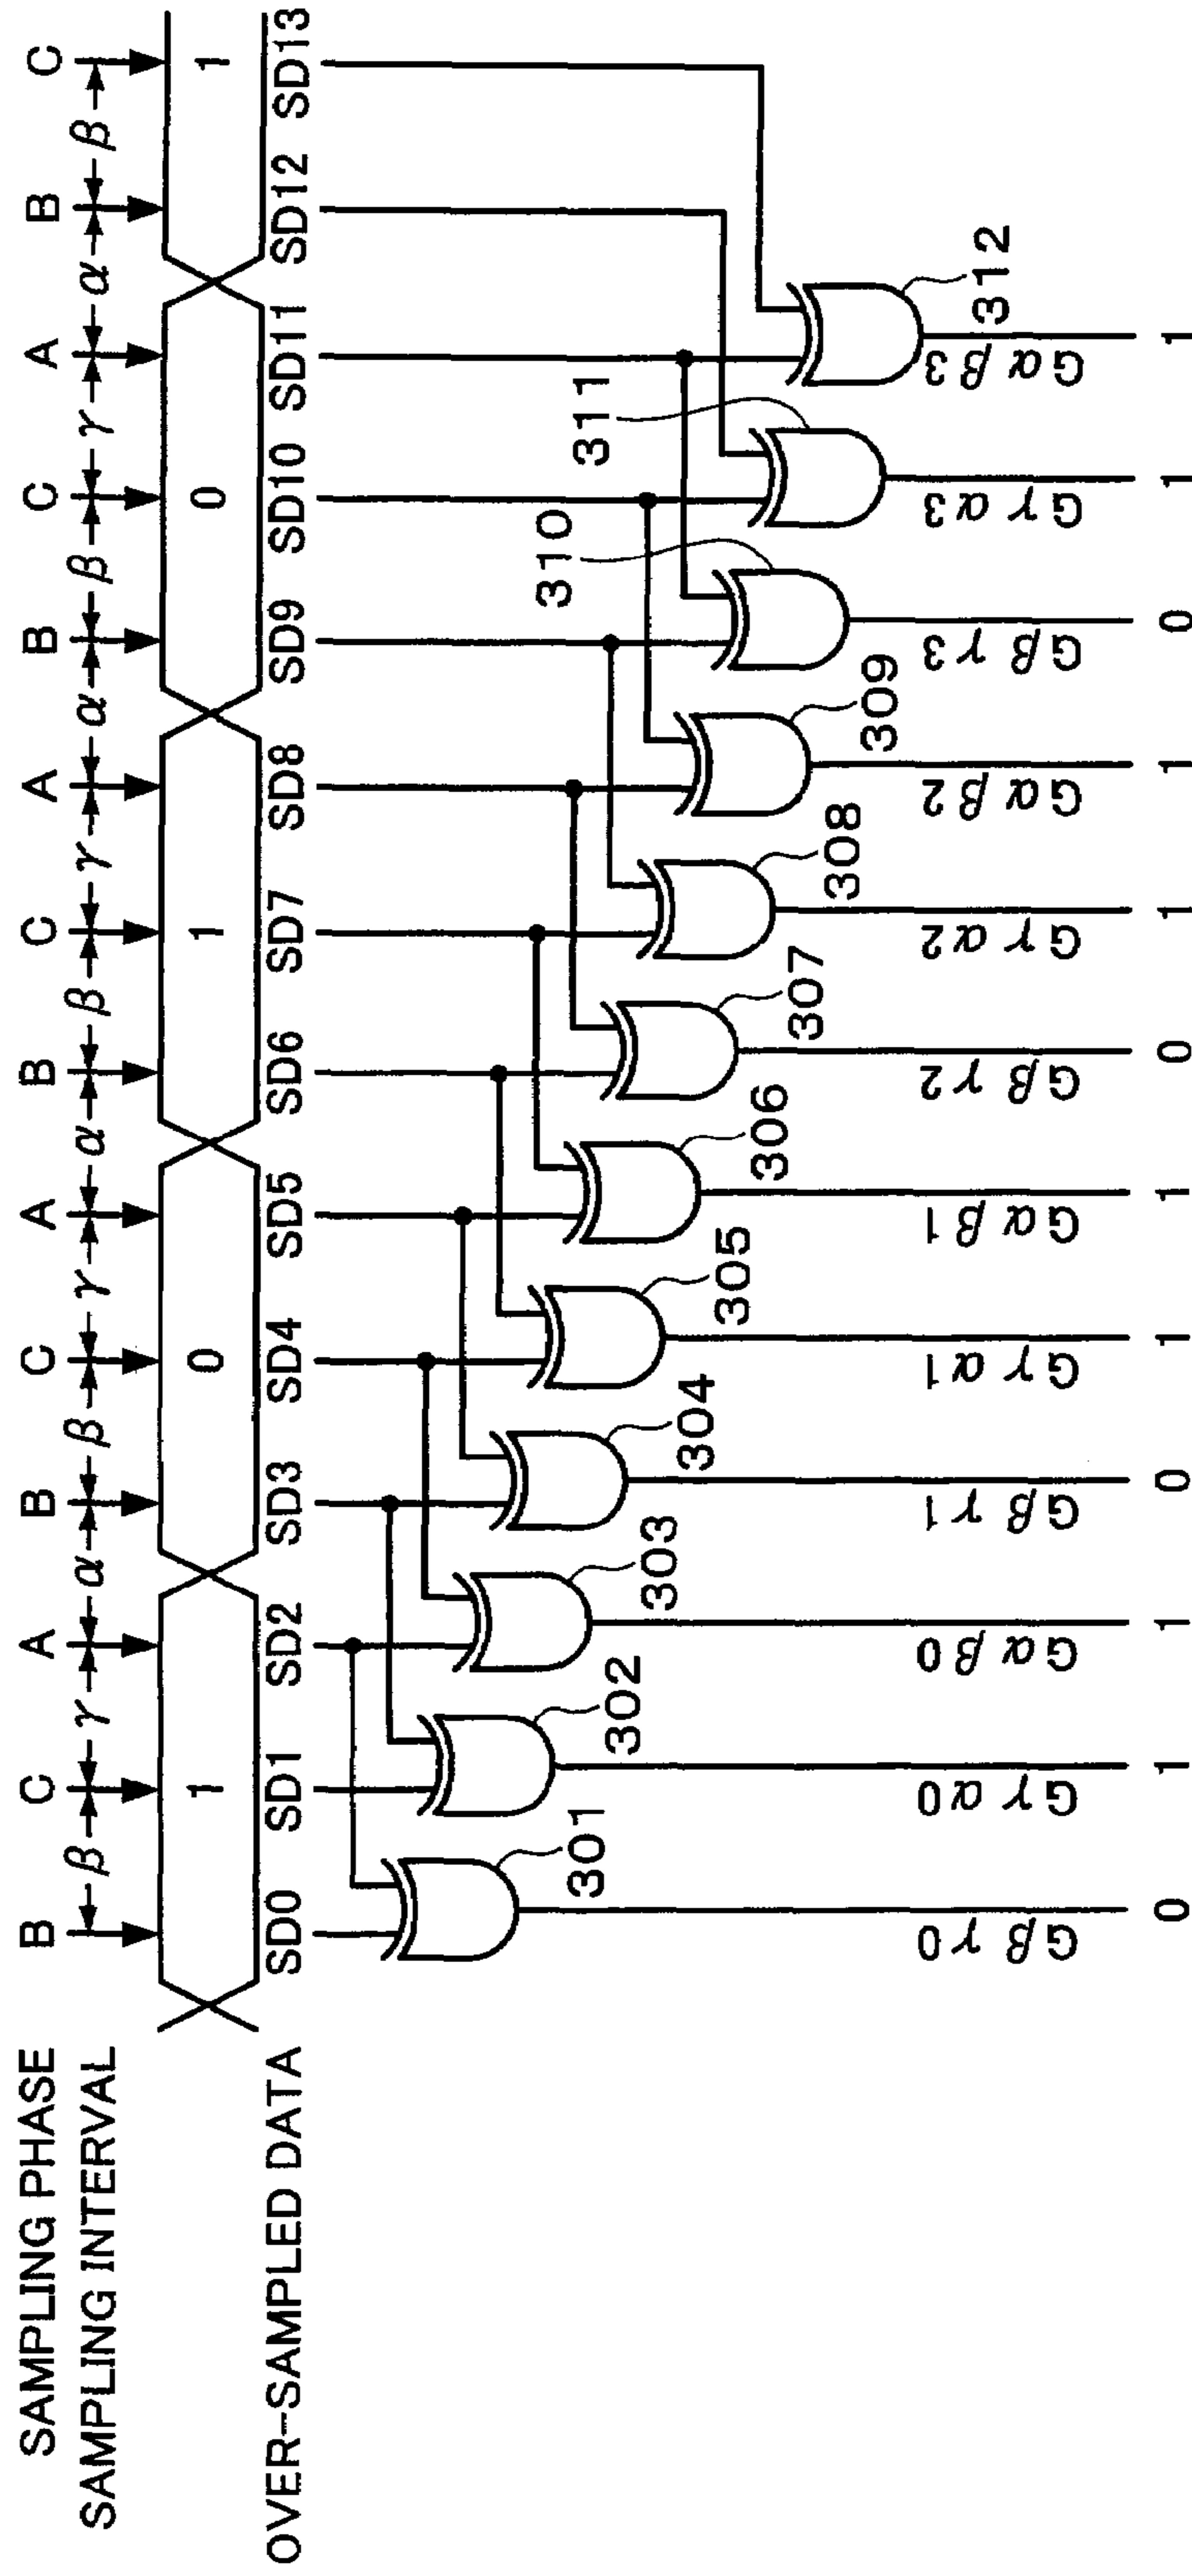 SAMPLING PHASE B C A B C A B C A B C A B C
SAMPLING INTERVAL β γ α β γ α β γ α β γ α β
1 0 1 0 1
OVER-SAMPLED DATA SD0 SD1 SD2 SD3 SD4 SD5 SD6 SD7 SD8 SD9 SD10 SD11 SD12 SD13
301 302 303 304 305 306 307 308 309 310 311 312
Gβγ0 Gγα0 Gαβ0 Gβγ1 Gγα1 Gαβ1 Gβγ2 Gγα2 Gαβ2 Gβγ3 Gγα3 Gαβ3
0 1 1 0 1 1 0 1 1 0 1 1